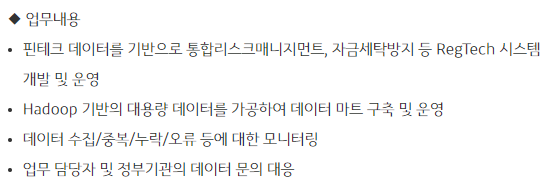 ◆ 업무내용
• 핀테크 데이터를 기반으로 통합리스크매니지먼트, 자금세탁방지 등 RegTech 시스템
개발 및 운영
• Hadoop 기반의 대용량 데이터를 가공하여 데이터 마트 구축 및 운영
• 데이터 수집/중복/누락/오류 등에 대한 모니터링
• 업무 담당자 및 정부기관의 데이터 문의 대응